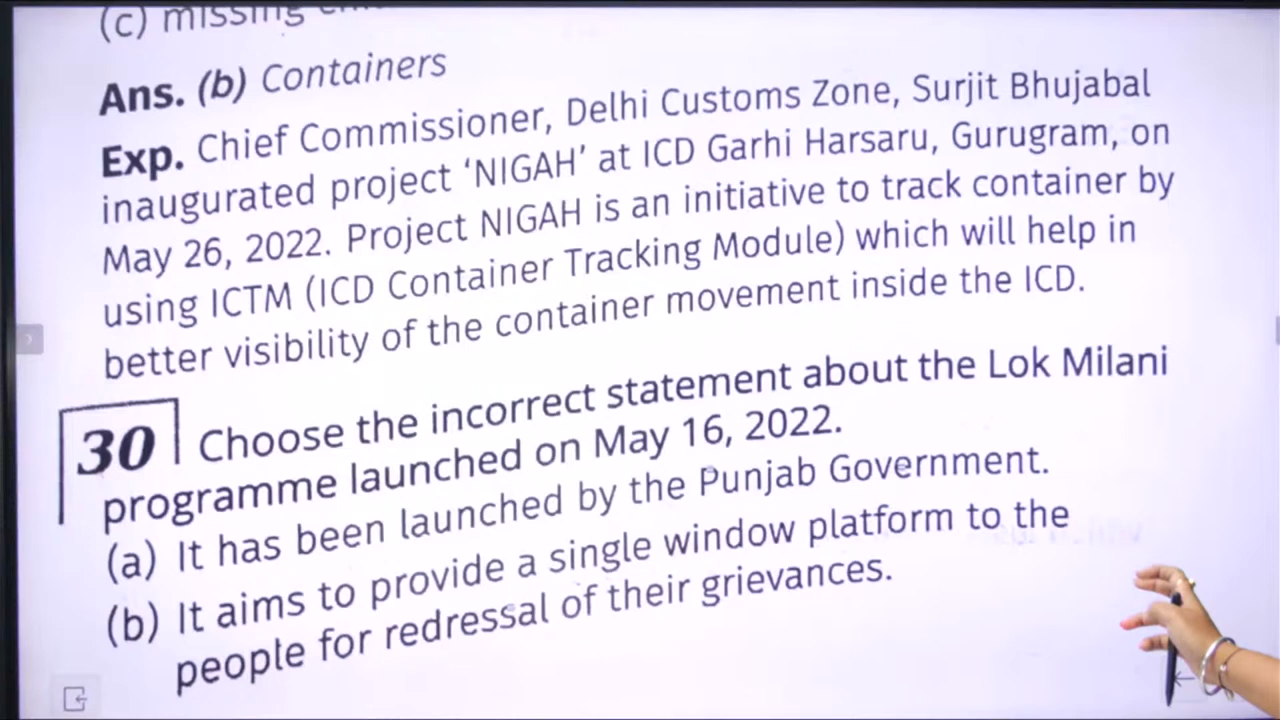 (c) missing
Ans. (b) Containers
Exp. Chief Commissioner, Delhi Customs Zone, Surjit Bhujabal
inaugurated project ‘NIGAH’ at ICD Garhi Harsaru, Gurugram, on
May 26, 2022. Project NIGAH is an initiative to track container by
using ICTM (ICD Container Tracking Module) which will help in
better visibility of the container movement inside the ICD.
30 Choose the incorrect statement about the Lok Milani
programme launched on May 16, 2022.
(a) It has been launched by the Punjab Government.
(b) It aims to provide a single window platform to the
people for redressal of their grievances.